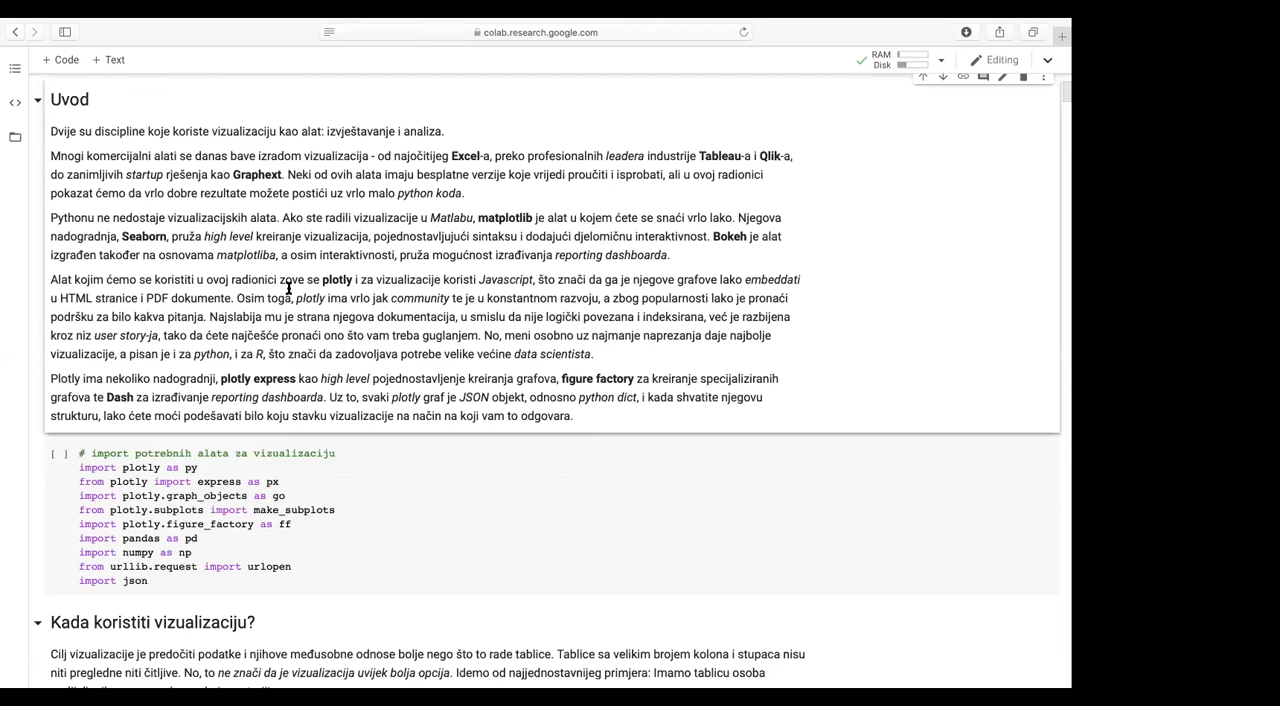 colab.research.google.com
+ Code + Text
RAM
Disk
Editing
Uvod
Dvije su discipline koje koriste vizualizaciju kao alat: izvještavanje i analiza.
Mnogi komercijalni alati se danas bave izradom vizualizacija - od najočitijeg Excel-a, preko profesionalnih leadera industrije Tableau-a i Qlik-a,
do zanimljivih startup rješenja kao Graphext. Neki od ovih alata imaju besplatne verzije koje vrijedi proučiti i isprobati, ali u ovoj radionici
pokazat ćemo da vrlo dobre rezultate možete postići uz vrlo malo python koda.
Pythonu ne nedostaje vizualizacijskih alata. Ako ste radili vizualizacije u Matlabu, matplotlib je alat u kojem ćete se snaći vrlo lako. Njegova
nadogradnja, Seaborn, pruža high level kreiranje vizualizacija, pojednostavljujući sintaksu i dodajući djelomičnu interaktivnost. Bokeh je alat
izgrađen također na osnovama matplotliba, a osim interaktivnosti, pruža mogućnost izrađivanja reporting dashboarda.
Alat kojim ćemo se koristiti u ovoj radionici zove se plotly i za vizualizacije koristi Javascript, što znači da ga je njegove grafove lako embeddati
u HTML stranice i PDF dokumente. Osim toga, plotly ima vrlo jak community te je u konstantnom razvoju, a zbog popularnosti lako je pronaći
podršku za bilo kakva pitanja. Najslabija mu je strana njegova dokumentacija, u smislu da nije logički povezana i indeksirana, već je razbijena
kroz niz user story-ja, tako da ćete najčešće pronaći ono što vam treba guglanjem. No, meni osobno uz najmanje naprezanja daje najbolje
vizualizacije, a pisan je i za python, i za R, što znači da zadovoljava potrebe velike većine data scientista.
Plotly ima nekoliko nadogradnji, plotly express kao high level pojednostavljenje kreiranja grafova, figure factory za kreiranje specijaliziranih
grafova te Dash za izrađivanje reporting dashboarda. Uz to, svaki plotly graf je JSON objekt, odnosno python dict, i kada shvatite njegovu
strukturu, lako ćete moći podešavati bilo koju stavku vizualizacije na način na koji vam to odgovara.
[ ] # import potrebnih alata za vizualizaciju
import plotly as py
from plotly import express as px
import plotly.graph_objects as go
from plotly.subplots import make_subplots
import plotly.figure_factory as ff
import pandas as pd
import numpy as np
from urllib.request import urlopen
import json
Kada koristiti vizualizaciju?
Cilj vizualizacije je predočiti podatke i njihove međusobne odnose bolje nego što to rade tablice. Tablice sa velikim brojem kolona i stupaca nisu
niti pregledne niti čitljive. No, to ne znači da je vizualizacija uvijek bolja opcija. Idemo od najjednostavnijeg primjera: Imamo tablicu osoba